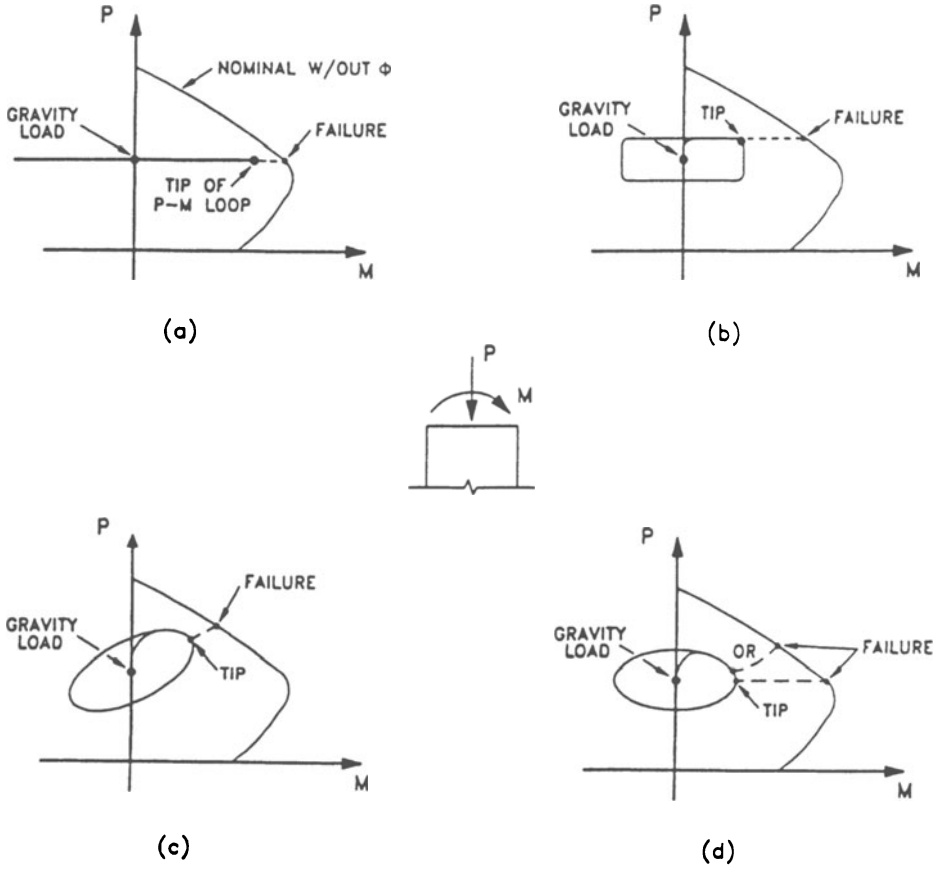 P
NOMINAL W/OUT Φ
GRAVITY
LOAD
FAILURE
TIP OF
P-M LOOP
M
(a)
P
GRAVITY
LOAD
TIP
FAILURE
M
(b)
P
M
P
FAILURE
GRAVITY
LOAD
TIP
M
(c)
P
GRAVITY
LOAD
OR
FAILURE
TIP
M
(d)